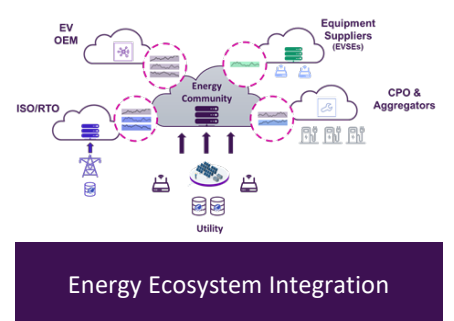 EV
OEM
Equipment
Suppliers
(EVSEs)
Energy
Community
ISO/RTO
CPO &
Aggregators
Utility
Energy Ecosystem Integration